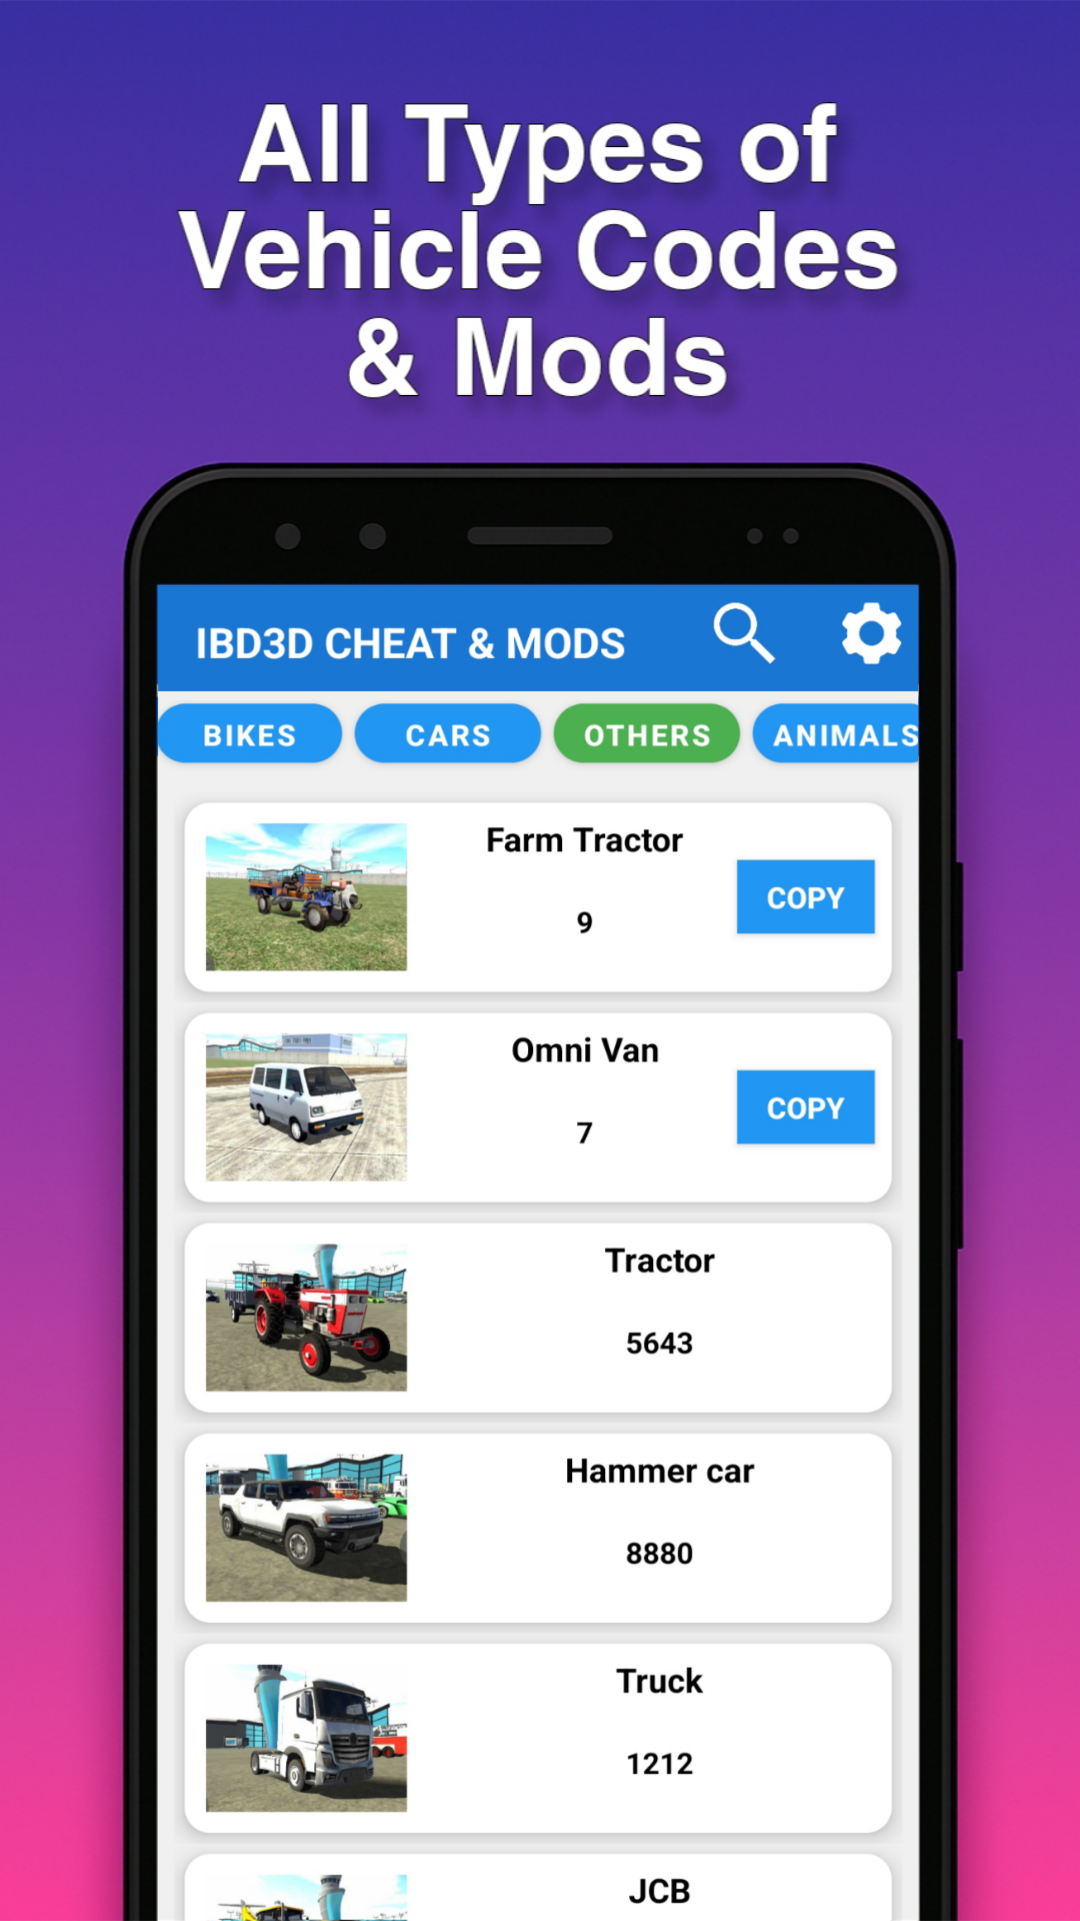 All Types of
Vehicle Codes
& Mods
IBD3D CHEAT & MODS
BIKES
CARS
OTHERS
ANIMALS
Farm Tractor
9
COPY
Omni Van
7
COPY
Tractor
5643
Hammer car
8880
Truck
1212
JCB